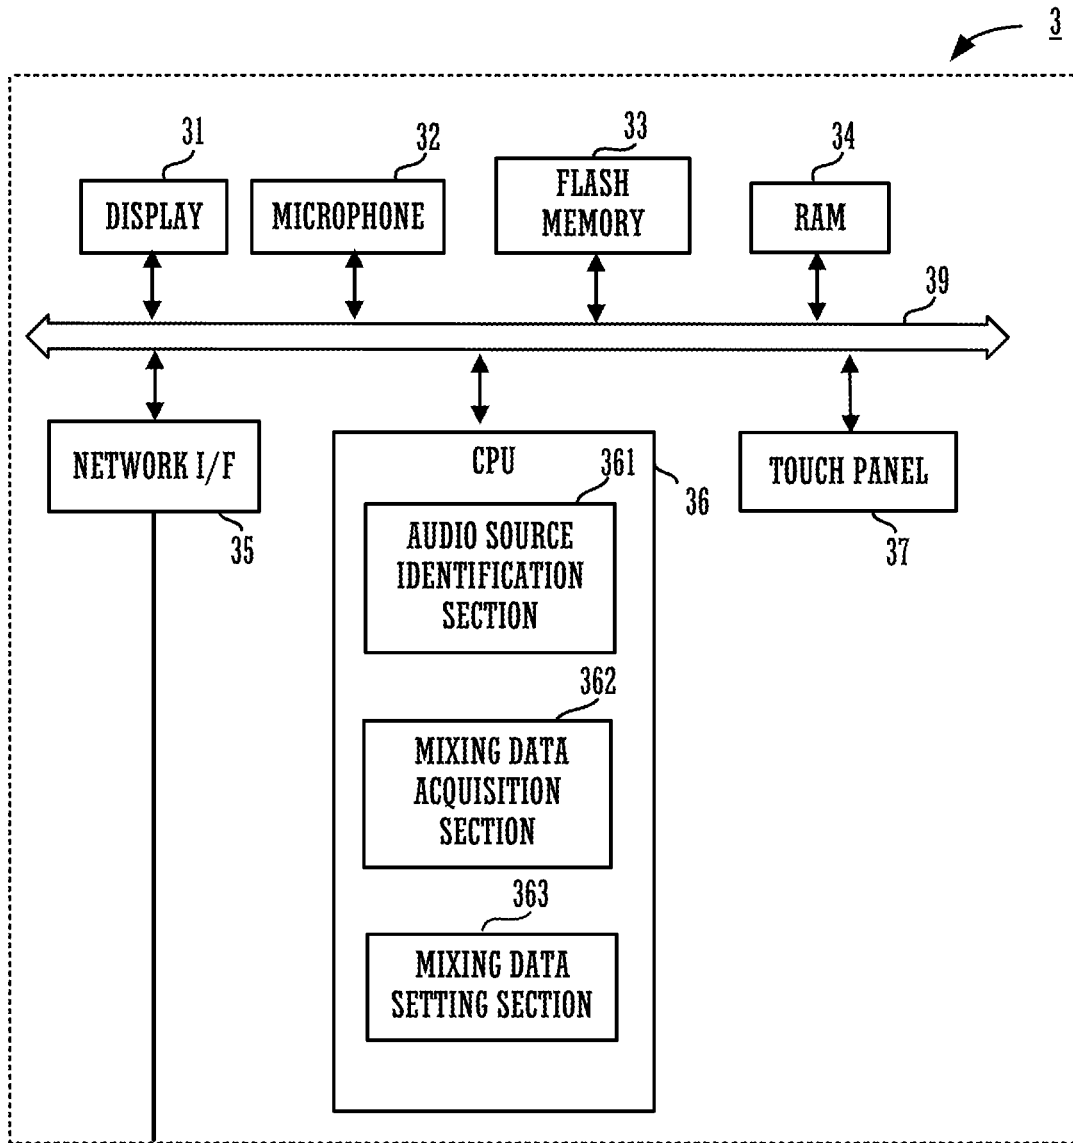 3
31
32
33
34
DISPLAY
MICROPHONE
FLASH
MEMORY
RAM
39
NETWORK I/F
35
CPU
36
361
AUDIO SOURCE
IDENTIFICATION
SECTION
362
MIXING DATA
ACQUISITION
SECTION
363
MIXING DATA
SETTING SECTION
TOUCH PANEL
37